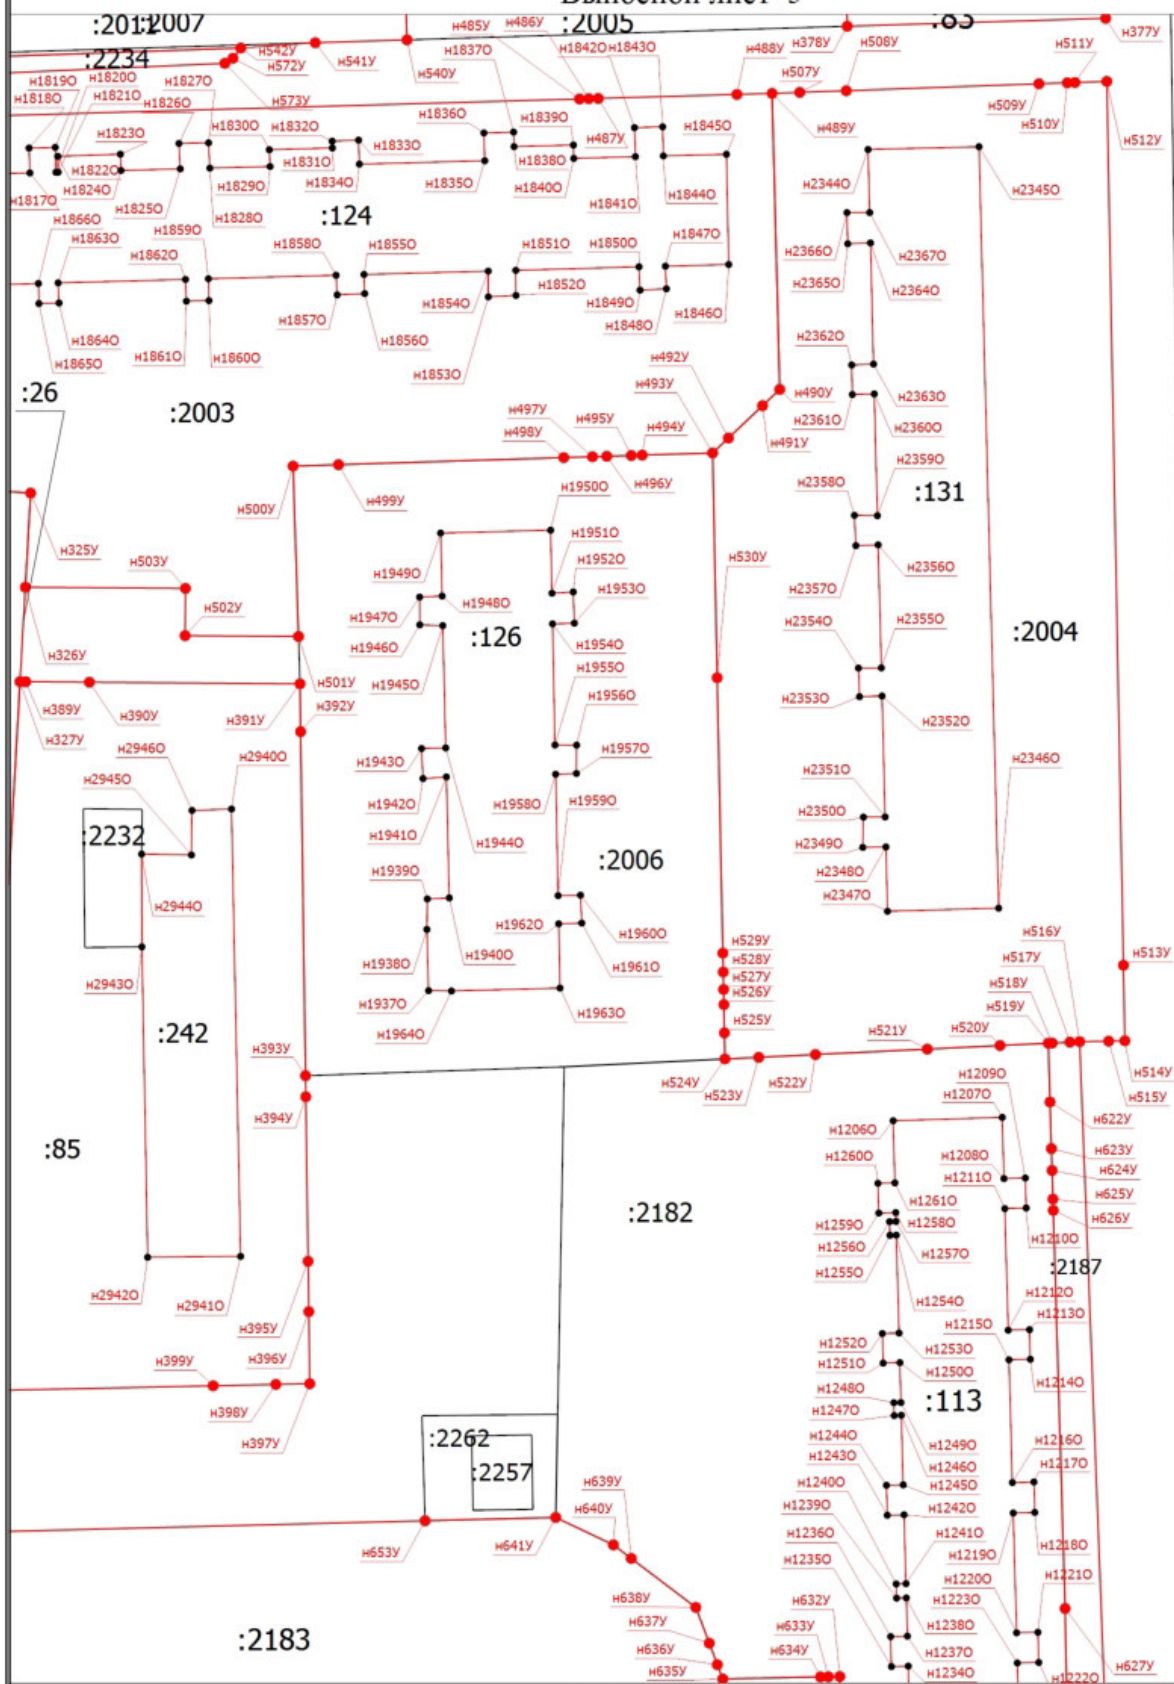 :2007
:2005
:2234
н485У
н486У
н1837О
н1842О
н1843О
н488У
н378У
н508У
н511У
н377У
н542У
н572У
н541У
н540У
н507У
н1819О
н1818О
н1820О
н1821О
н1827О
н1826О
н573У
н1823О
н1830О
н1832О
н1836О
н1839О
н487У
н1845О
н489У
н509У
н510У
н512У
н1833О
н1831О
н1838О
н1822О
н1824О
н1829О
н1834О
н1835О
н1840О
н1844О
н2344О
н2345О
н1817О
н1825О
н1841О
н1866О
н1828О
:124
н1863О
н1859О
н1862О
н1858О
н1855О
н1851О
н1850О
н1847О
н2366О
н2367О
н2365О
н2364О
н1854О
н1852О
н1849О
н1846О
н1857О
н1848О
н1864О
н1861О
н1860О
н1856О
н1865О
н1853О
н492У
н2362О
:26
:2003
н493У
н490У
н2363О
н497У
н495У
н494У
н2361О
н2360О
н498У
н491У
н2359О
н496У
н2358О
:131
н500У
н499У
н1950О
н325У
н503У
н1951О
н530У
н1949О
н1952О
н2356О
н1953О
н2357О
н502У
н1947О
н1948О
н2354О
н2355О
:2004
:126
н1946О
н1954О
н326У
н1955О
н501У
н1945О
н389У
н390У
н391У
н1956О
н2353О
н392У
н2352О
н327У
н2946О
н2940О
н1943О
н1957О
н2346О
н2945О
н2351О
н1942О
н1958О
н1959О
н2350О
:2232
н1941О
н1944О
н2349О
:2006
н1939О
н2348О
н2347О
н2944О
н1962О
н1960О
н516У
н529У
н1938О
н1940О
н528У
н517У
н513У
н1961О
н527У
н518У
н2943О
н526У
н519У
н1937О
н1963О
н525У
н521У
н520У
:242
н1964О
н393У
н1209О
н514У
н524У
н523У
н522У
н1207О
н515У
н394У
н622У
н1206О
:85
н1208О
н623У
н1260О
н1211О
н624У
н1261О
н625У
:2182
н1259О
н1258О
н626У
н1256О
н1257О
н1210О
н1255О
:2187
н2942О
н1254О
н1212О
н2941О
н1213О
н395У
н1215О
н1252О
н1253О
н396У
н1251О
н1250О
н399У
н1214О
н1248О
н398У
:113
н1247О
н1244О
н1249О
н1216О
:2262
н397У
н1243О
н1246О
н1217О
:2257
н639У
н1240О
н1245О
н640У
н1239О
н1242О
н1236О
н1241О
н1218О
н653У
н641У
н1235О
н1219О
н1221О
н1220О
н638У
н632У
н1223О
н637У
н633У
н1238О
:2183
н636У
н634У
н1237О
н635У
н1234О
н1222О
н627У